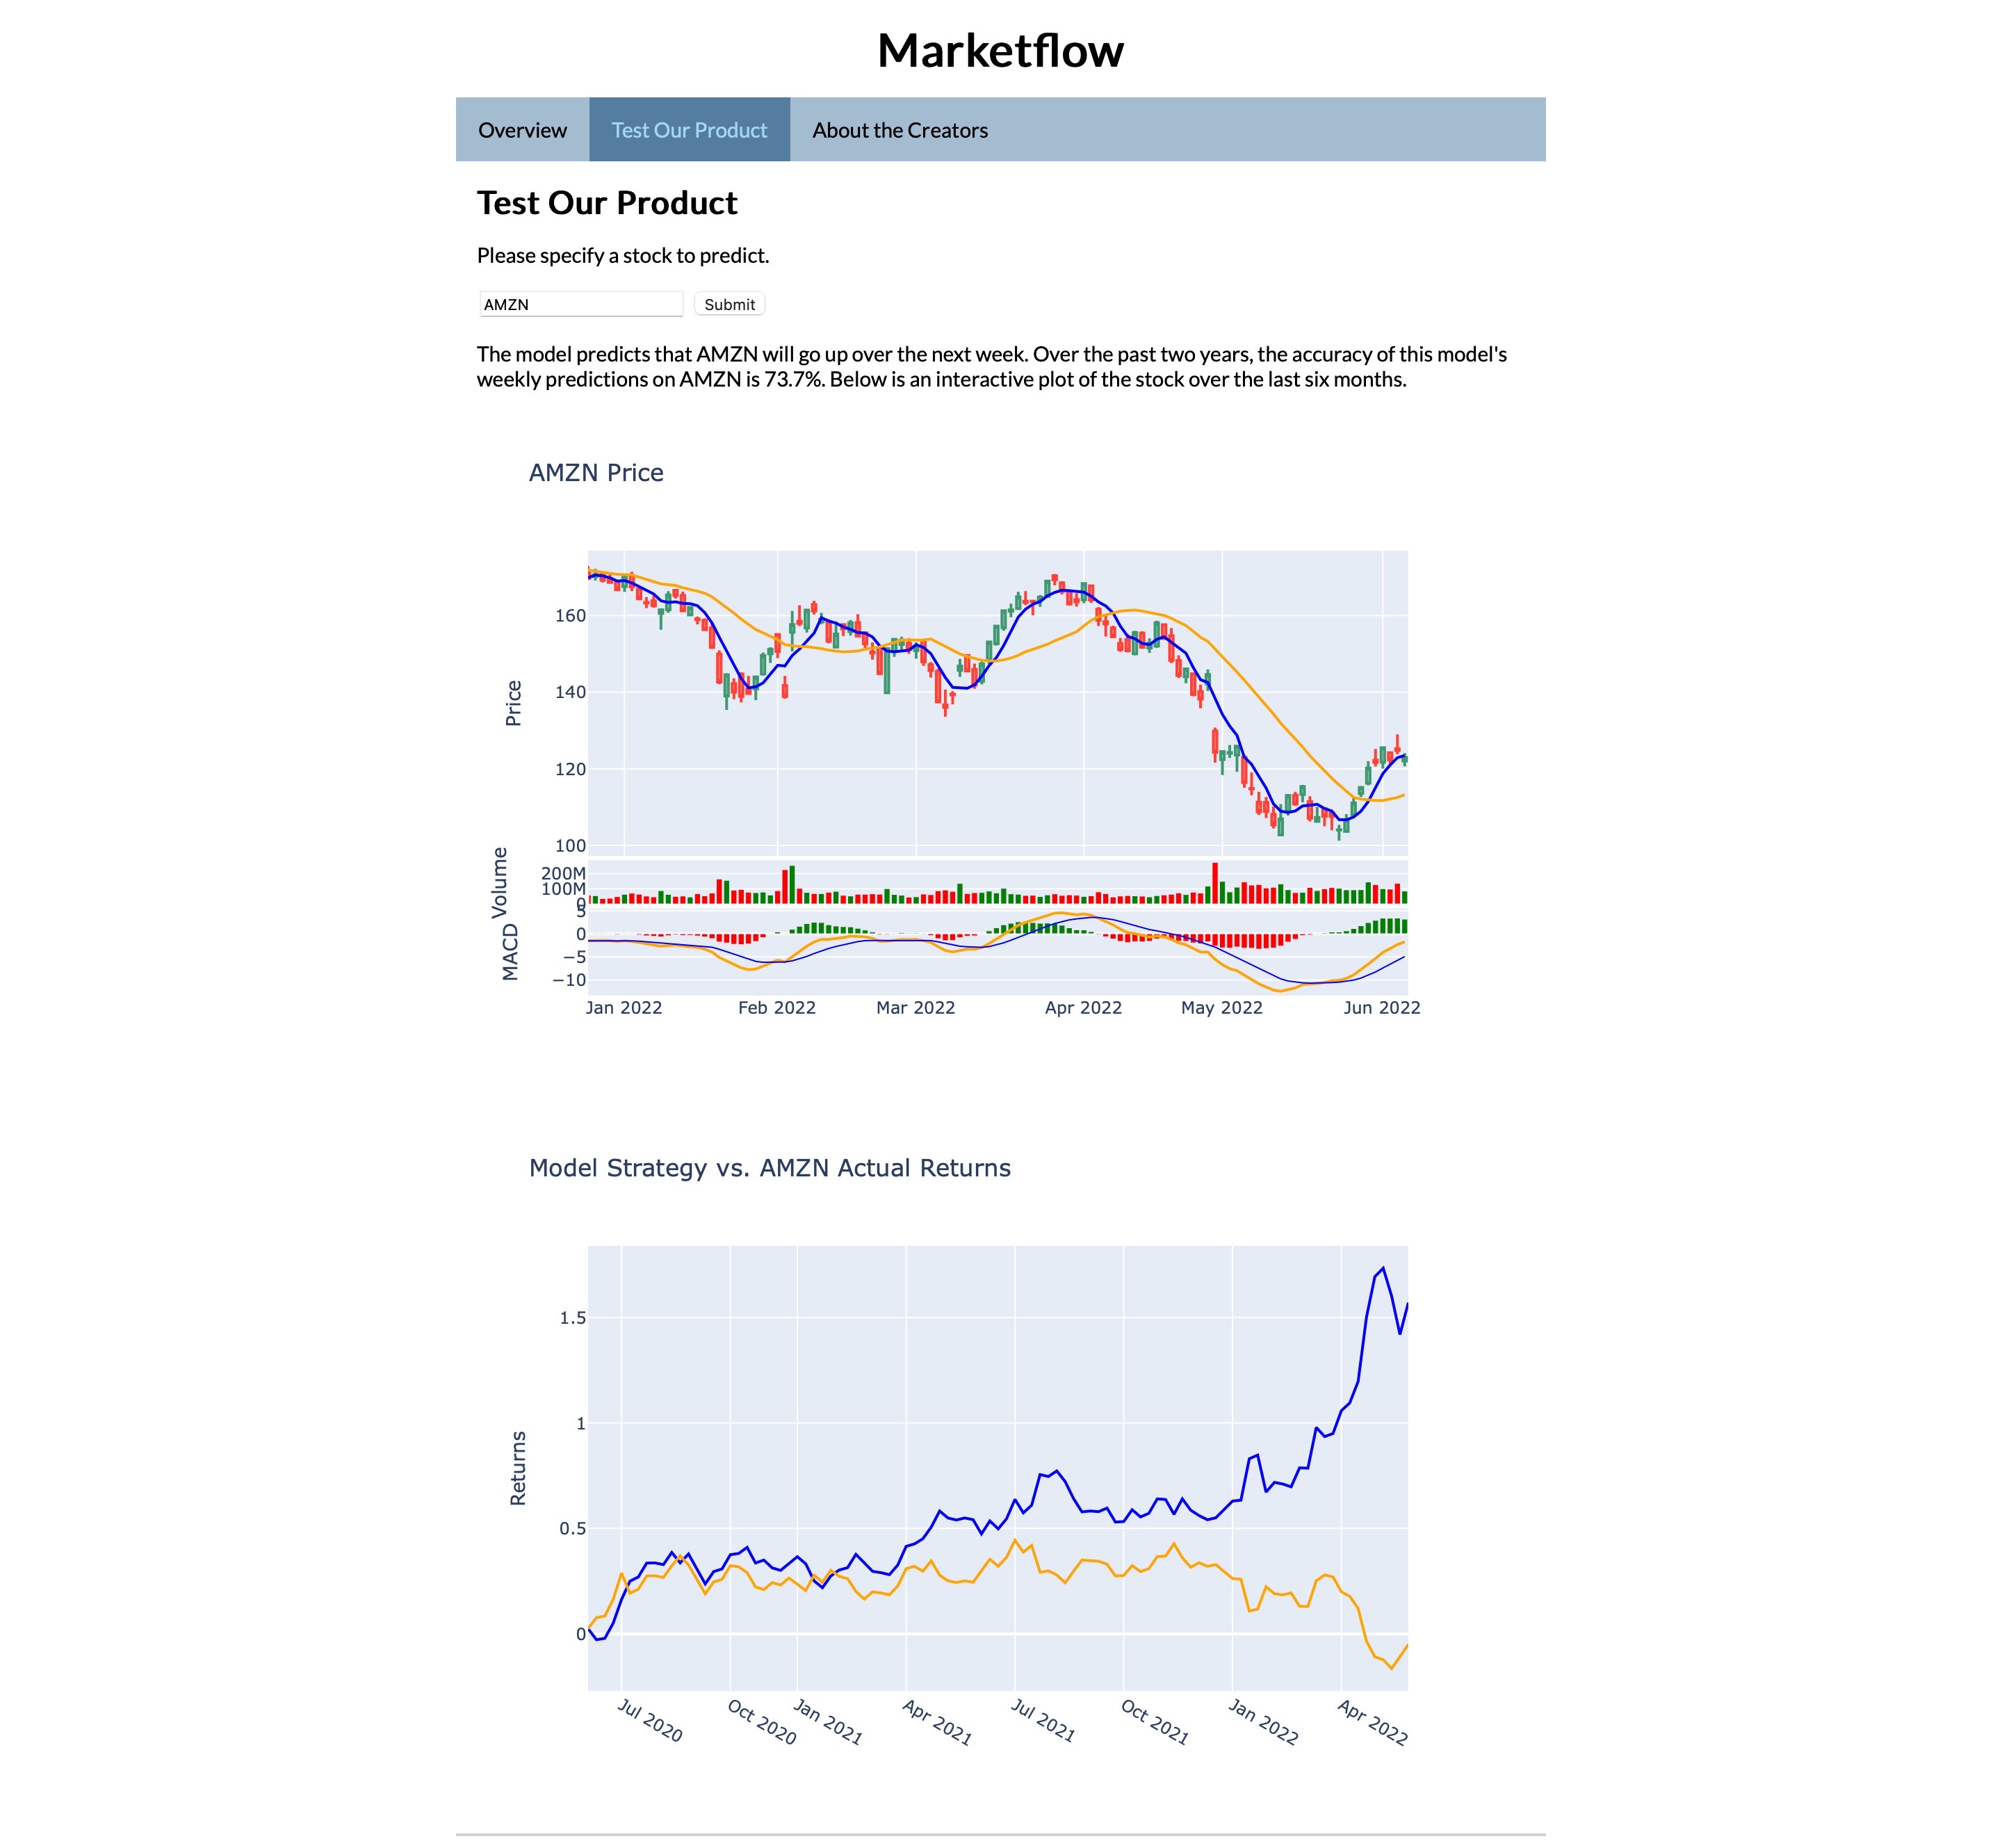 Marketflow
Overview
Test Our Product
About the Creators
Test Our Product
Please specify a stock to predict.
AMZN
Submit
The model predicts that AMZN will go up over the next week. Over the past two years, the accuracy of this model's
weekly predictions on AMZN is 73.7%. Below is an interactive plot of the stock over the last six months.
AMZN Price
Price
160
140
120
100
Volume
200M
100M
0
MACD
5
0
−5
−10
Jan 2022
Feb 2022
Mar 2022
Apr 2022
May 2022
Jun 2022
Model Strategy vs. AMZN Actual Returns
Returns
1.5
1
0.5
0
Jul 2020
Oct 2020
Jan 2021
Apr 2021
Jul 2021
Oct 2021
Jan 2022
Apr 2022